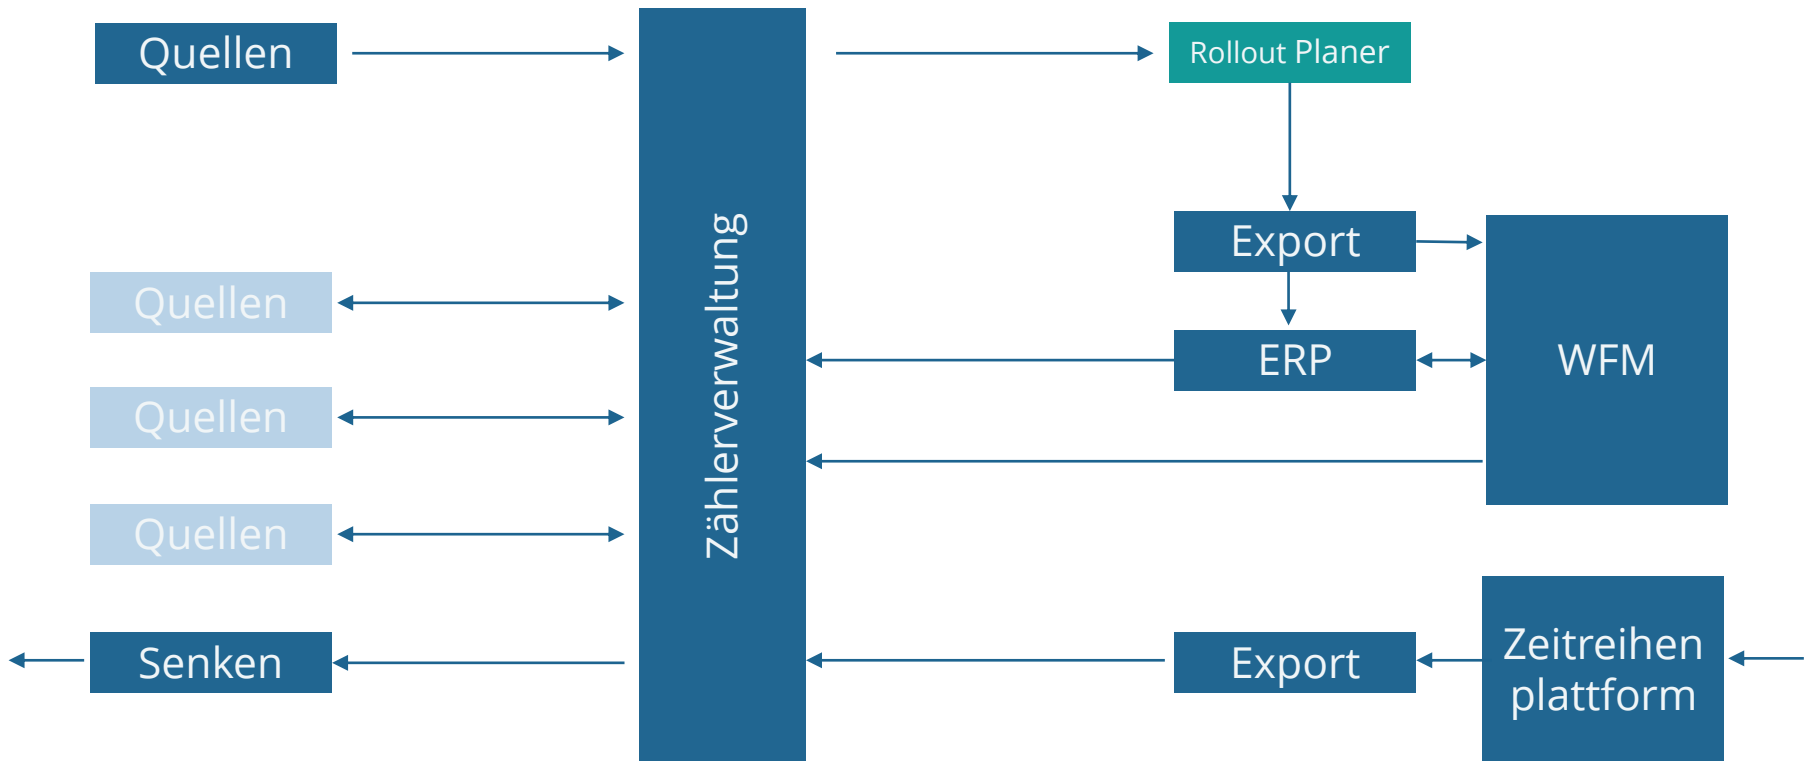 Quellen
Rollout Planer
Export
Quellen
Zählerverwaltung
ERP
WFM
Quellen
Quellen
Senken
Export
Zeitreihen
plattform